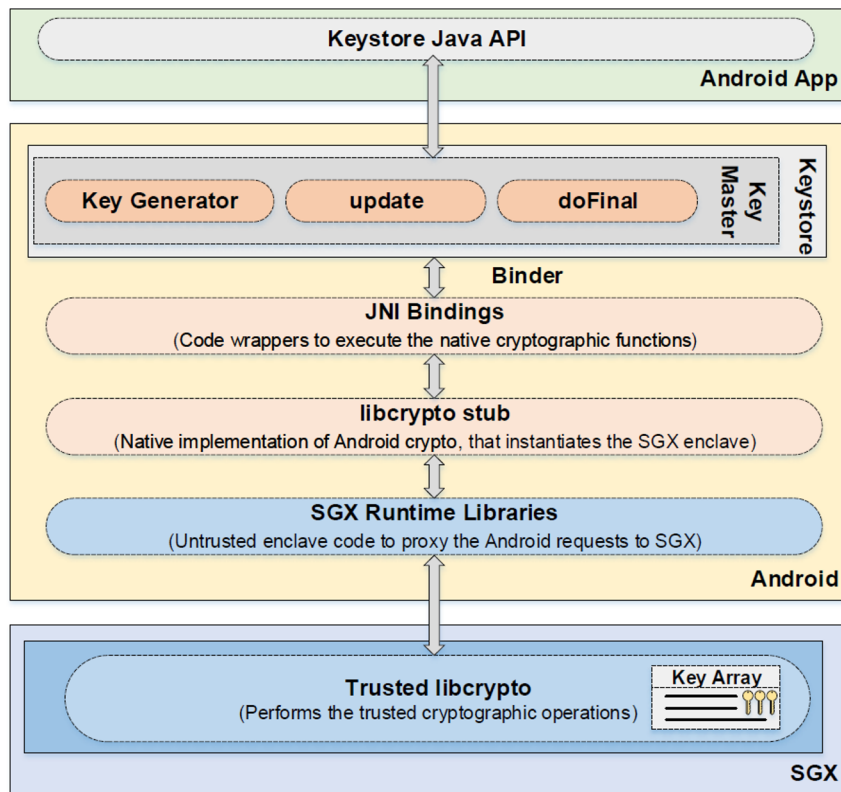 Keystore Java API
Android App
Key Generator
update
doFinal
Key
Master
Keystore
Binder
JNI Bindings
(Code wrappers to execute the native cryptographic functions)
libcrypto stub
(Native implementation of Android crypto, that instantiates the SGX enclave)
SGX Runtime Libraries
(Untrusted enclave code to proxy the Android requests to SGX)
Android
Trusted libcrypto
(Performs the trusted cryptographic operations)
Key Array
SGX